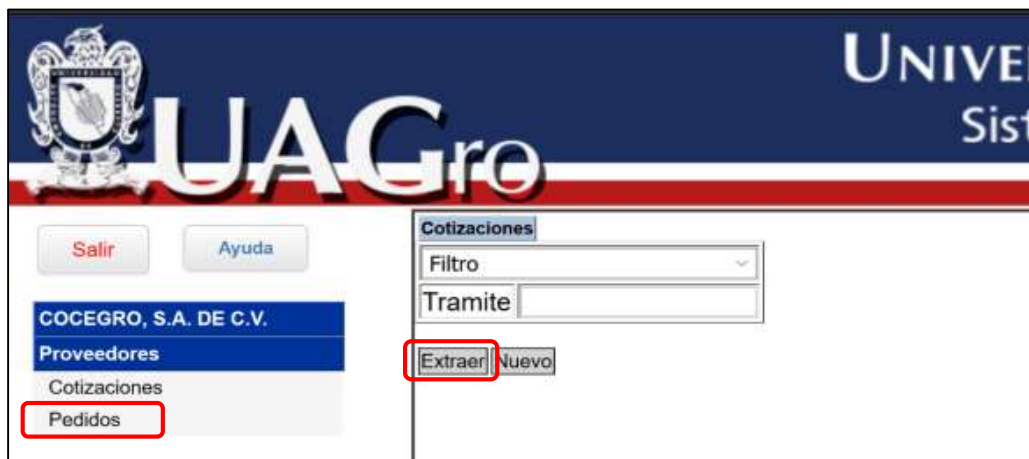 UNIVE
Sist
UAGro
Salir
Ayuda
COCEGRO, S.A. DE C.V.
Proveedores
Cotizaciones
Pedidos
Cotizaciones
Filtro
Tramite
Extraer Nuevo